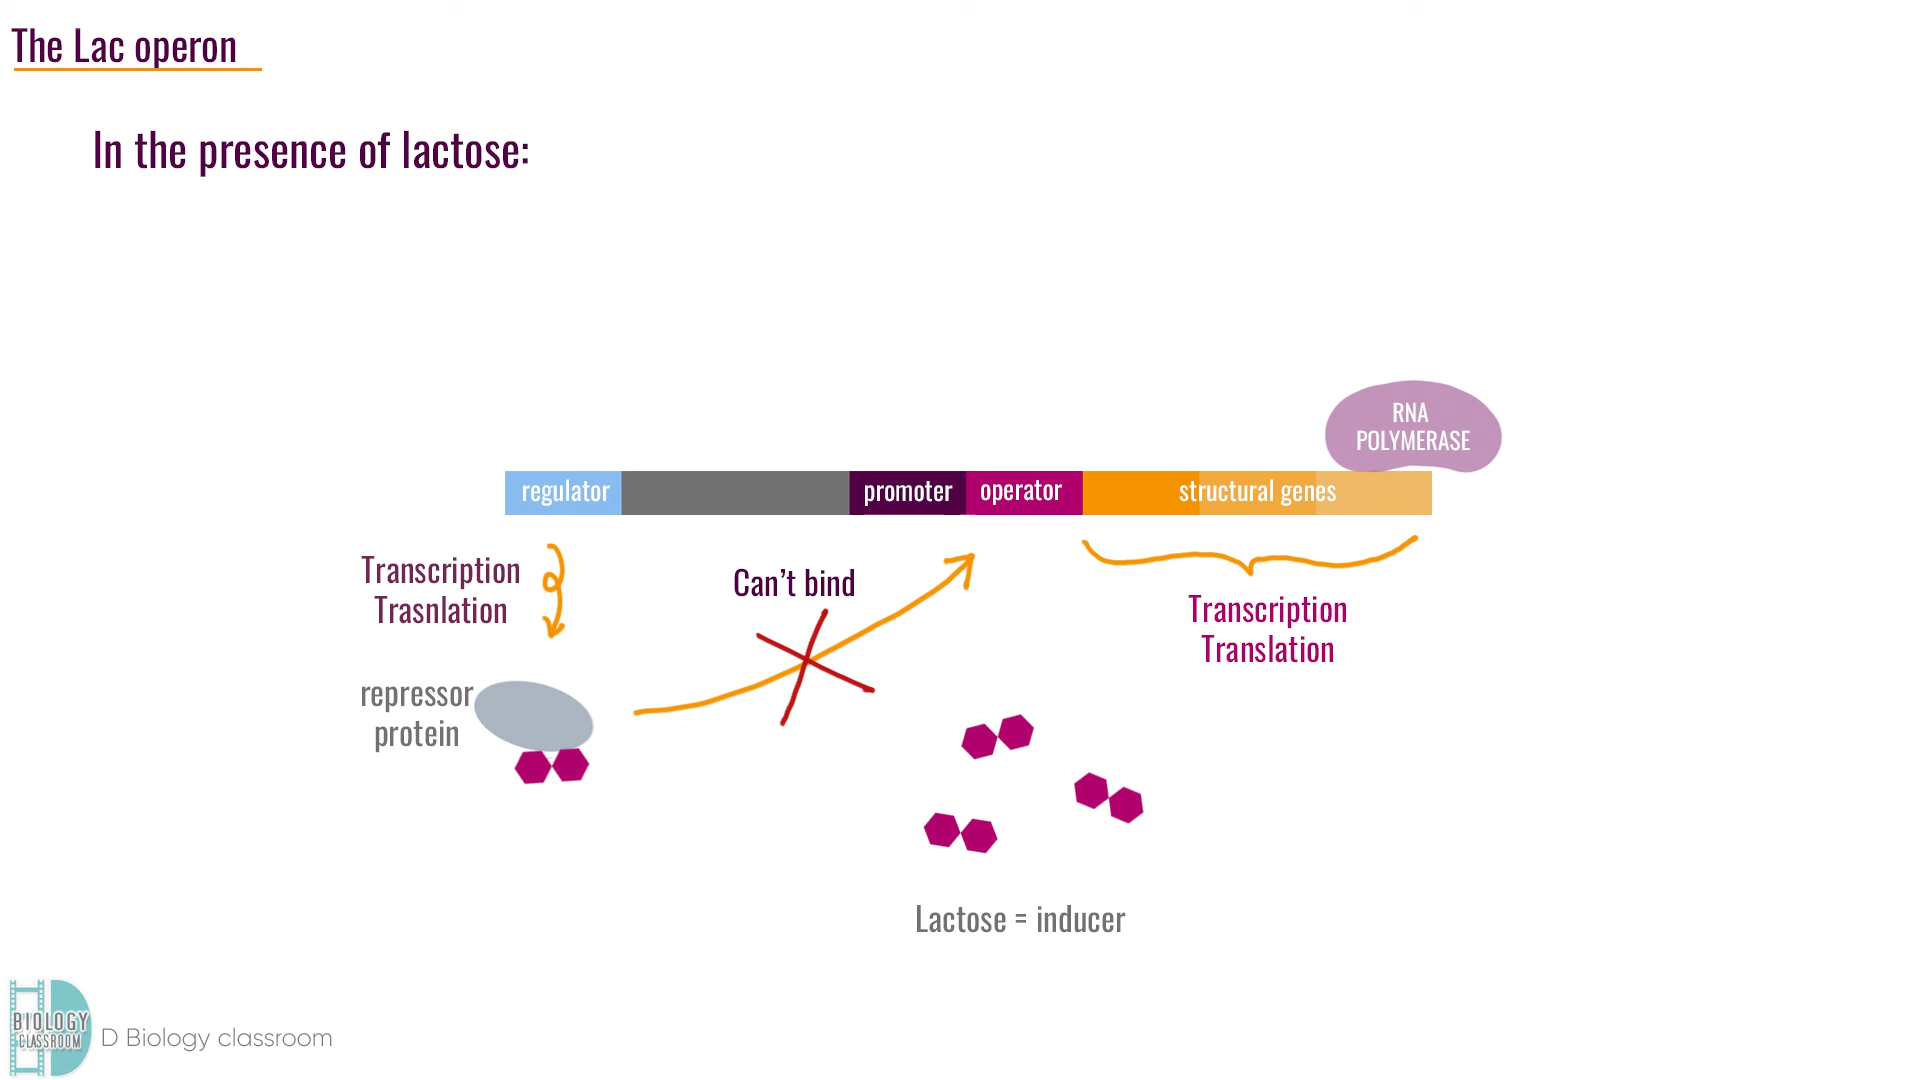 The Lac operon
In the presence of lactose:
RNA
POLYMERASE
regulator
promoter
operator
structural genes
Transcription
Trasnlation
Can't bind
Transcription
Translation
repressor
protein
Lactose = inducer
BIOLOGY
CLASSROOM
D Biology classroom